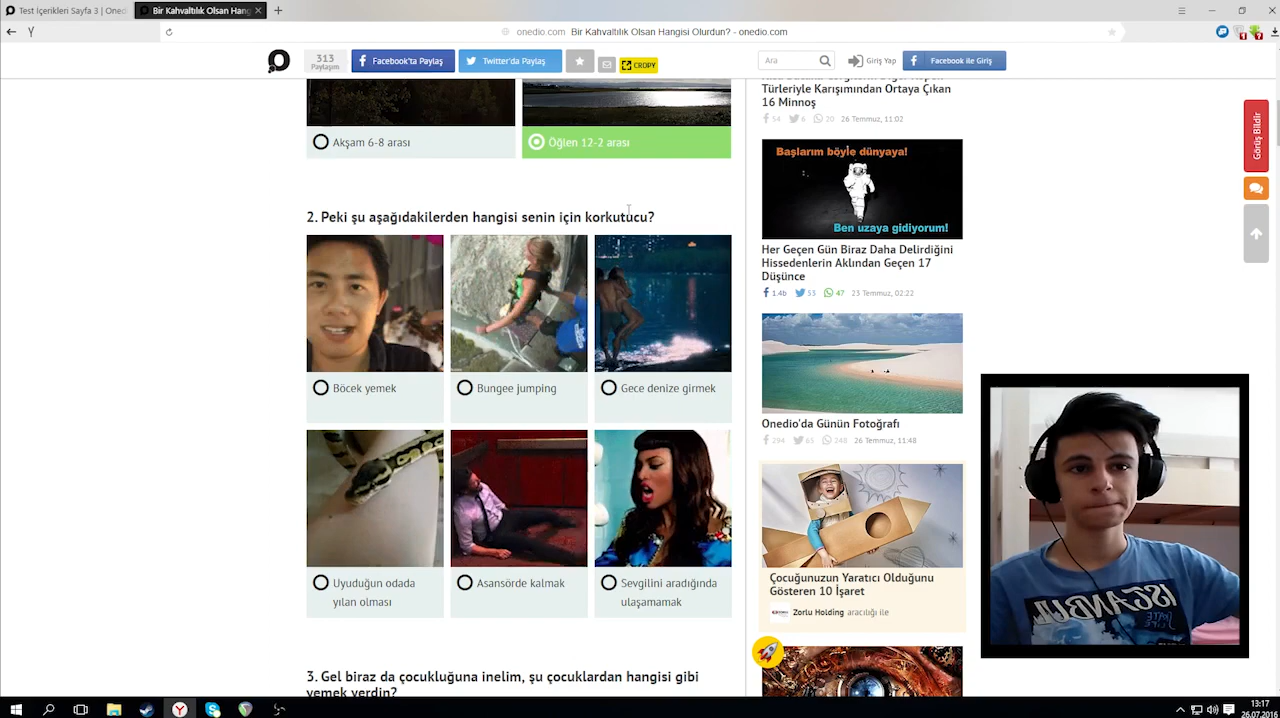 Test İçerikleri Sayfa 3 | Oned
Bir Kahvaltılık Olsan Hang
Y
onedio.com Bir Kahvaltılık Olsan Hangisi Olurdun? - onedio.com
313
Paylaşım
Facebook'ta Paylaş
Twitter'da Paylaş
CROPY
Ara
Giriş Yap
Facebook ile Giriş
Akşam 6-8 arası
Öğlen 12-2 arası
2. Peki şu aşağıdakilerden hangisi senin için korkutucu?
Böcek yemek
Bungee jumping
Gece denize girmek
Uyuduğun odada
yılan olması
Asansörde kalmak
Sevgilini aradığında
ulaşamamak
3. Gel biraz da çocukluğuna inelim, şu çocuklardan hangisi gibi
yemek yerdin?
Türleriyle Karışımından Ortaya Çıkan
16 Minnoş
54 6 20 26 Temmuz, 11:02
Başlarım böyle dünyaya!
Ben uzaya gidiyorum!
Her Geçen Gün Biraz Daha Delirdiğini
Hissedenlerin Aklından Geçen 17
Düşünce
1.4b 53 47 23 Temmuz, 02:22
Onedio'da Günün Fotoğrafı
294 65 248 26 Temmuz, 11:48
Çocuğunuzun Yaratıcı Olduğunu
Gösteren 10 İşaret
Zorlu Holding aracılığı ile
Görüş Bildir
ISTANBUL
13:17
26.07.2016